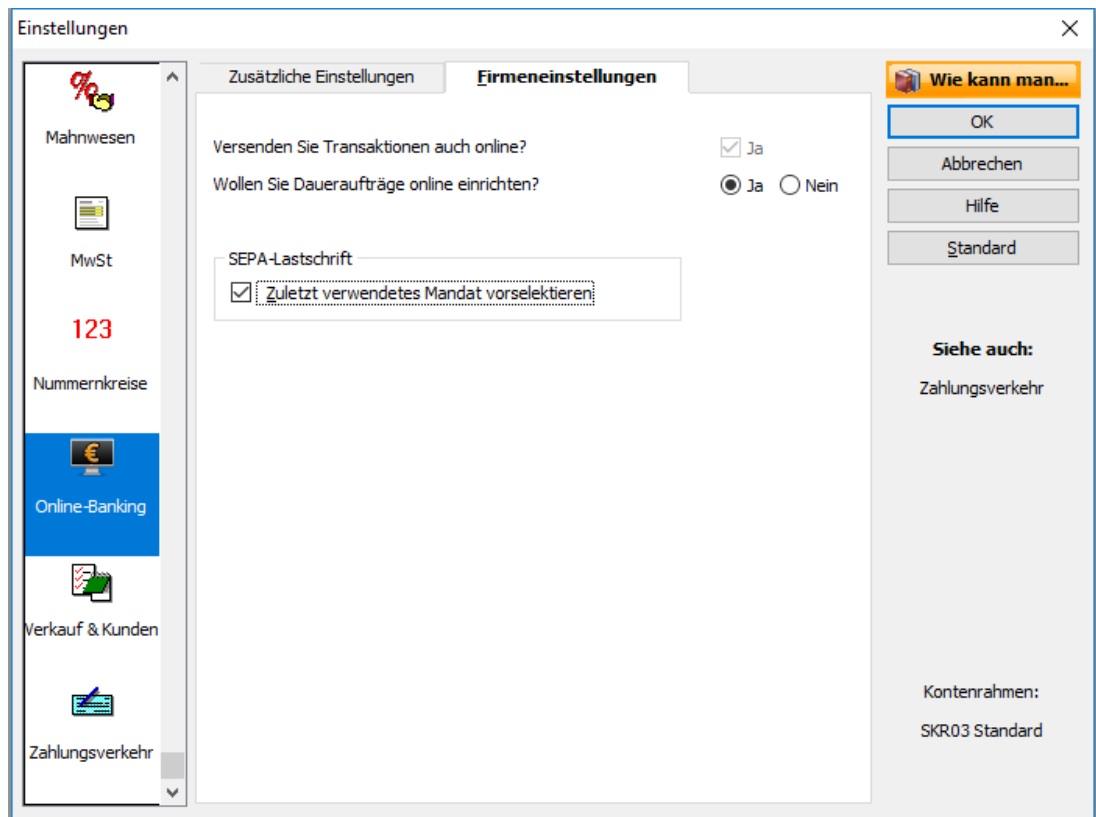 Einstellungen
Mahnwesen
MwSt
123
Nummernkreise
€
Online-Banking
Verkauf & Kunden
Zahlungsverkehr
Zusätzliche Einstellungen
Firmeneinstellungen
Versenden Sie Transaktionen auch online?
Ja
Wollen Sie Daueraufträge online einrichten?
Ja Nein
SEPA-Lastschrift
Zuletzt verwendetes Mandat vorselektieren
Wie kann man...
OK
Abbrechen
Hilfe
Standard
Siehe auch:
Zahlungsverkehr
Kontenrahmen:
SKR03 Standard